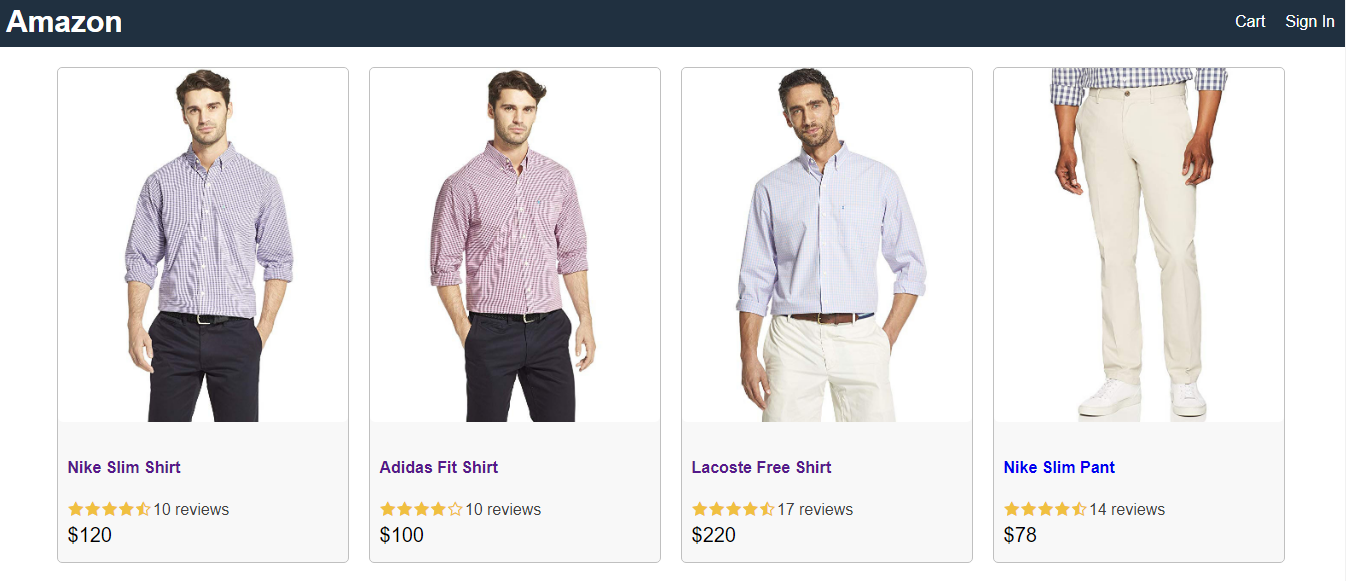 Amazon
Cart Sign In
Nike Slim Shirt
10 reviews
$120
Adidas Fit Shirt
10 reviews
$100
Lacoste Free Shirt
17 reviews
$220
Nike Slim Pant
14 reviews
$78